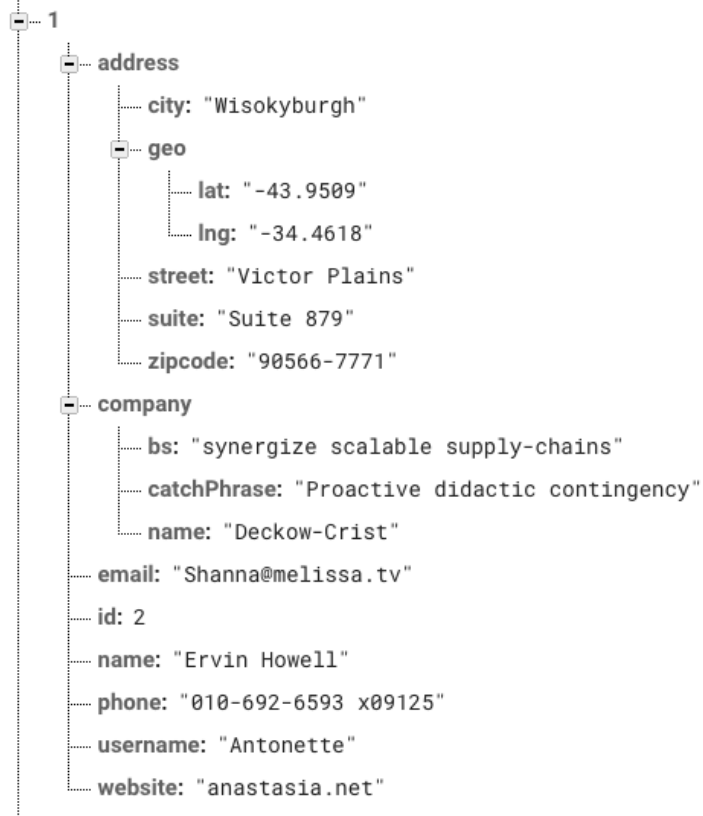 1
address
city: "Wisokyburgh"
geo
lat: "-43.9509"
lng: "-34.4618"
street: "Victor Plains"
suite: "Suite 879"
zipcode: "90566-7771"
company
bs: "synergize scalable supply-chains"
catchPhrase: "Proactive didactic contingency"
name: "Deckow-Crist"
email: "Shanna@melissa.tv"
id: 2
name: "Ervin Howell"
phone: "010-692-6593 x09125"
username: "Antonette"
website: "anastasia.net"